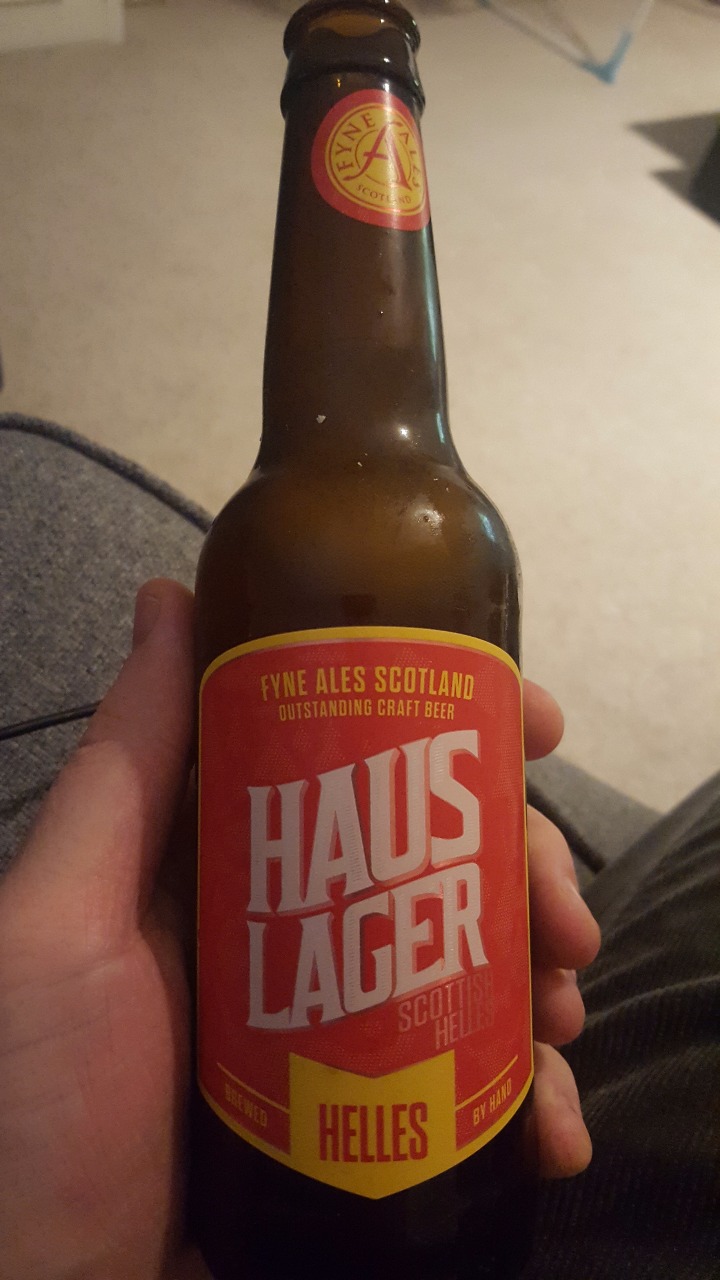 FYNE ALES
A
SCOTLAND
FYNE ALES SCOTLAND
OUTSTANDING CRAFT BEER
HAUS
LAGER
SCOTTISH
HELLES
BREWED
BY HAND
HELLES